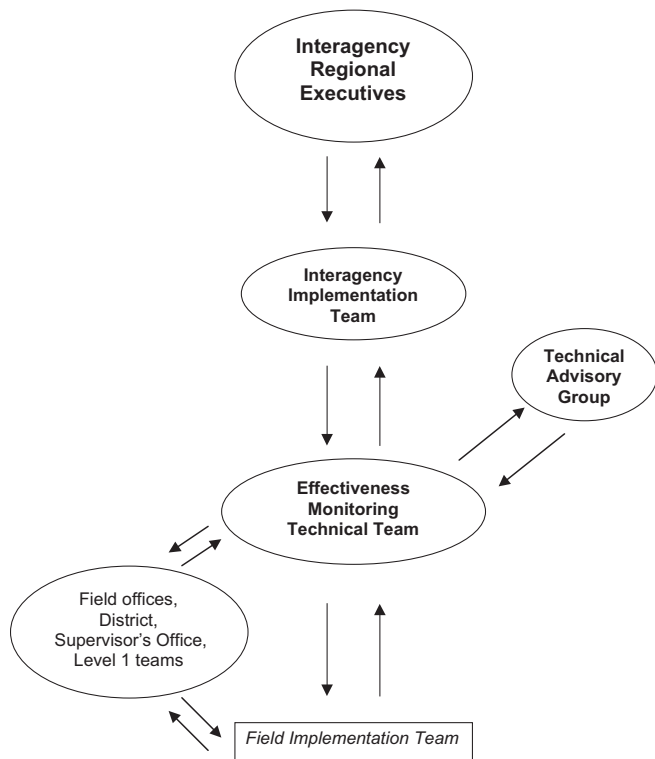 Interagency
Regional
Executives
Interagency
Implementation
Team
Technical
Advisory
Group
Effectiveness
Monitoring
Technical Team
Field offices,
District,
Supervisor’s Office,
Level 1 teams
Field Implementation Team